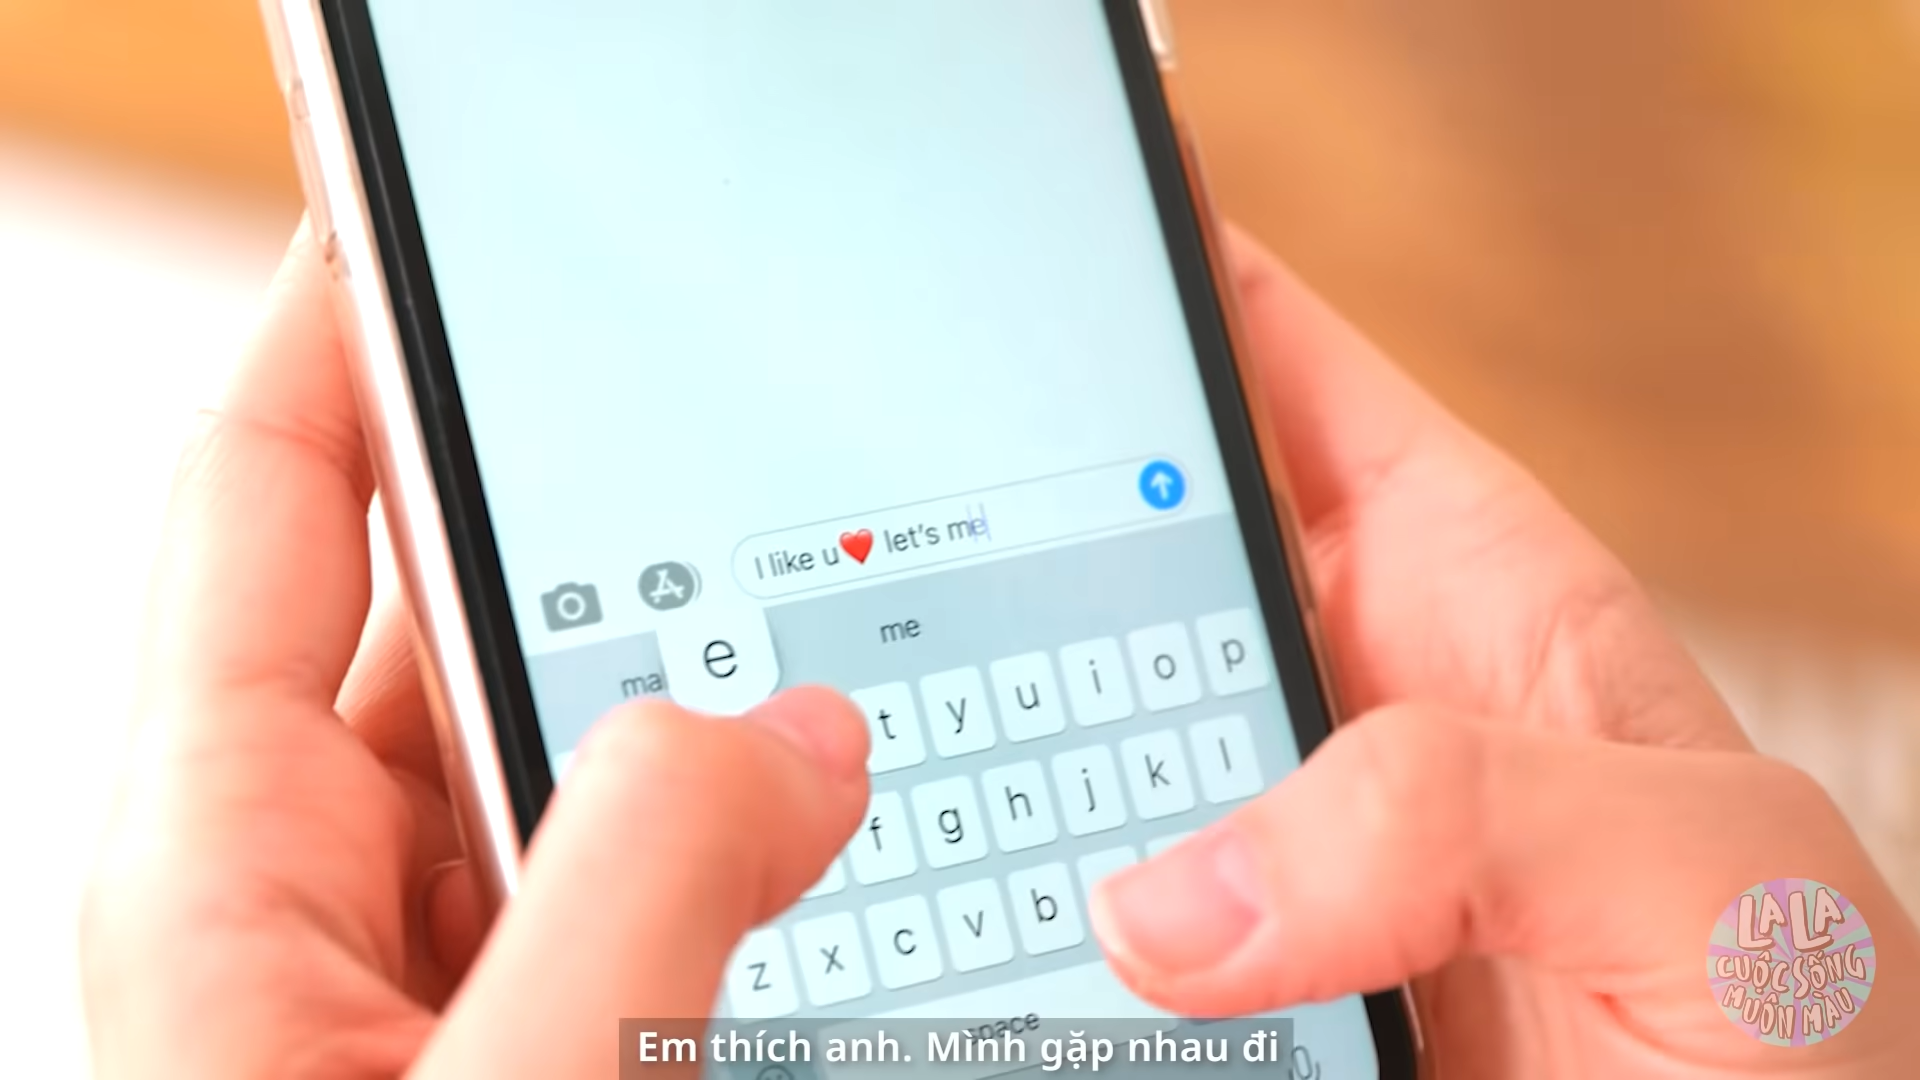 I like u❤️ let's me
me
ma
e
t y u i o p
f g h j k l
z x c v b
space
Em thích anh. Mình gặp nhau đi
LA LA
CUỘC SỐNG
MUÔN MÀU